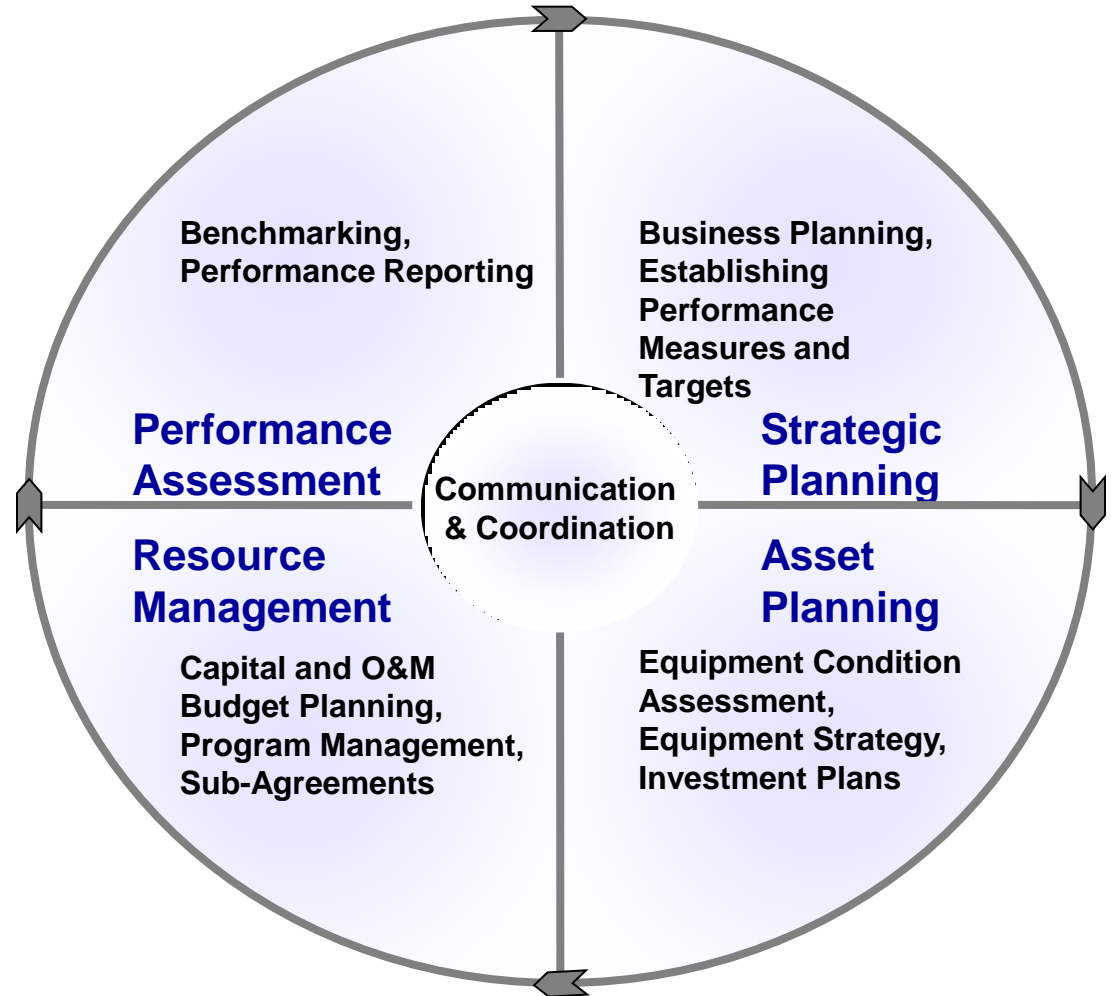 Benchmarking,
Performance Reporting
Performance
Assessment
Business Planning,
Establishing
Performance
Measures and
Targets
Strategic
Planning
Communication
& Coordination
Resource
Management
Capital and O&M
Budget Planning,
Program Management,
Sub-Agreements
Asset
Planning
Equipment Condition
Assessment,
Equipment Strategy,
Investment Plans